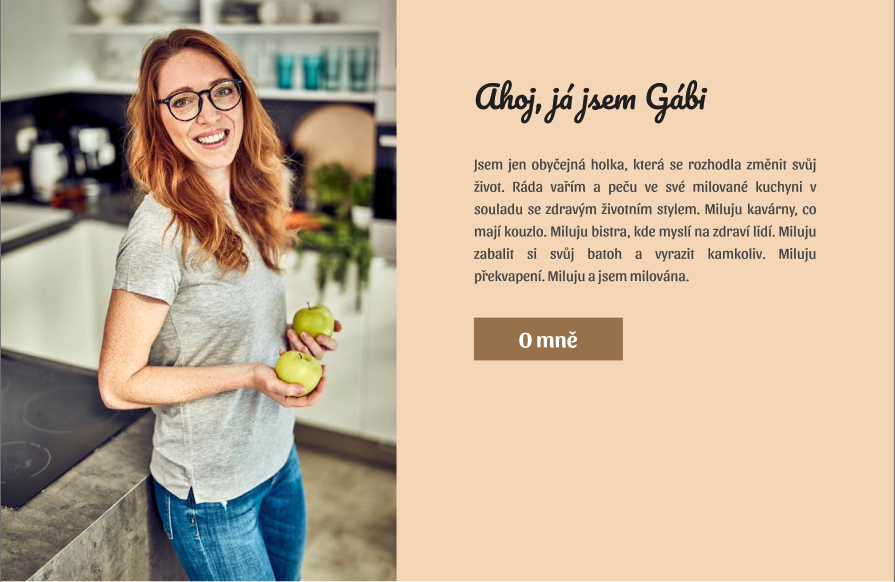 Ahoj, já jsem Gábi
Jsem jen obyčejná holka, která se rozhodla změnit svůj
život. Ráda vařím a peču ve své milované kuchyni v
souladu se zdravým životním stylem. Miluju kavárny, co
mají kouzlo. Miluju bistra, kde myslí na zdraví lidí. Miluju
zabalit si svůj batoh a vyrazit kamkoliv. Miluju
překvapení. Miluju a jsem milována.
O mně